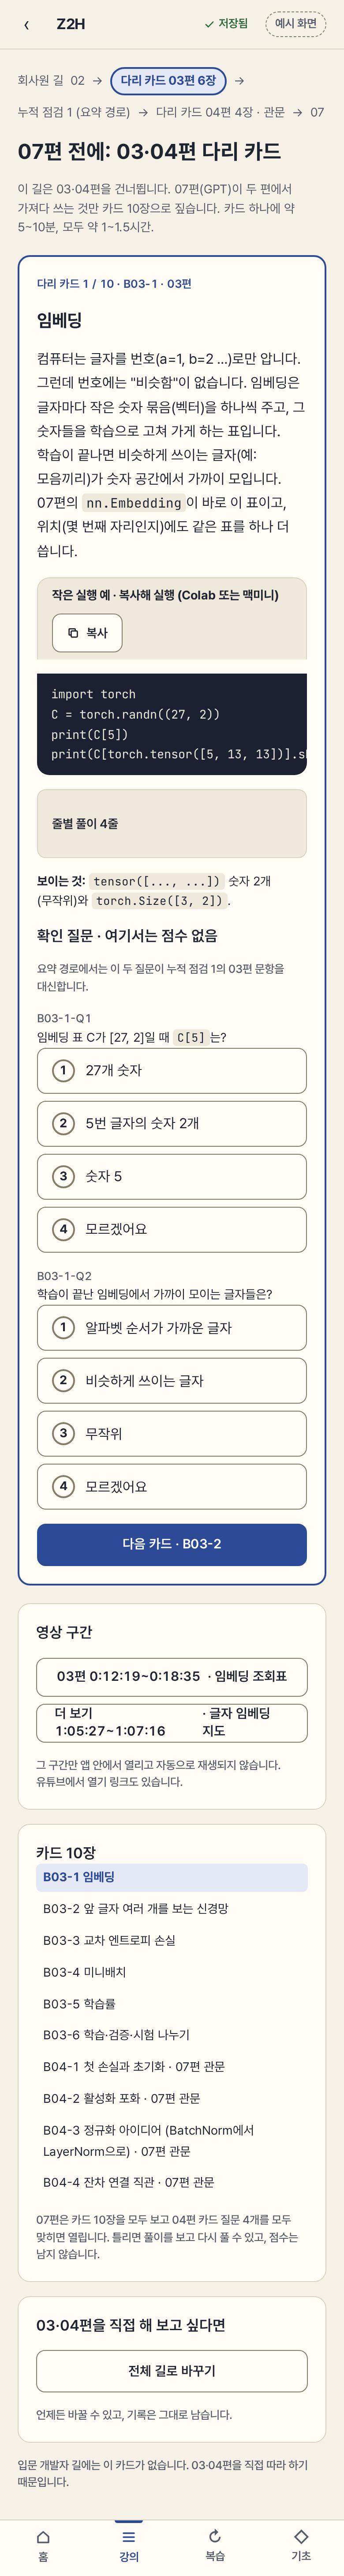 ‹ Z2H ✓ 저장됨 예시 화면
회사원 길 02 → 다리 카드 03편 6장 →
누적 점검 1 (요약 경로) → 다리 카드 04편 4장 · 관문 → 07
07편 전에: 03·04편 다리 카드
이 길은 03·04편을 건너뜁니다. 07편(GPT)이 두 편에서
가져다 쓰는 것만 카드 10장으로 짚습니다. 카드 하나에 약
5~10분, 모두 약 1~1.5시간.
다리 카드 1 / 10 · B03-1 · 03편
임베딩
컴퓨터는 글자를 번호(a=1, b=2 …)로만 압니다.
그런데 번호에는 "비슷함"이 없습니다. 임베딩은
글자마다 작은 숫자 묶음(벡터)을 하나씩 주고, 그
숫자들을 학습으로 고쳐 가게 하는 표입니다.
학습이 끝나면 비슷하게 쓰이는 글자(예:
모음끼리)가 숫자 공간에서 가까이 모입니다.
07편의 nn.Embedding이 바로 이 표이고,
위치(몇 번째 자리인지)에도 같은 표를 하나 더
씁니다.
작은 실행 예 · 복사해 실행 (Colab 또는 맥미니)
복사
import torch
C = torch.randn((27, 2))
print(C[5])
print(C[torch.tensor([5, 13, 13])].s
줄별 풀이 4줄
보이는 것: tensor([..., ...]) 숫자 2개
(무작위)와 torch.Size([3, 2]).
확인 질문 · 여기서는 점수 없음
요약 경로에서는 이 두 질문이 누적 점검 1의 03편 문항을
대신합니다.
B03-1-Q1
임베딩 표 C가 [27, 2]일 때 C[5]는?
1 27개 숫자
2 5번 글자의 숫자 2개
3 숫자 5
4 모르겠어요
B03-1-Q2
학습이 끝난 임베딩에서 가까이 모이는 글자들은?
1 알파벳 순서가 가까운 글자
2 비슷하게 쓰이는 글자
3 무작위
4 모르겠어요
다음 카드 · B03-2
영상 구간
03편 0:12:19~0:18:35 · 임베딩 조회표
더 보기 · 글자 임베딩
1:05:27~1:07:16 지도
그 구간만 앱 안에서 열리고 자동으로 재생되지 않습니다.
유튜브에서 열기 링크도 있습니다.
카드 10장
B03-1 임베딩
B03-2 앞 글자 여러 개를 보는 신경망
B03-3 교차 엔트로피 손실
B03-4 미니배치
B03-5 학습률
B03-6 학습·검증·시험 나누기
B04-1 첫 손실과 초기화 · 07편 관문
B04-2 활성화 포화 · 07편 관문
B04-3 정규화 아이디어 (BatchNorm에서
LayerNorm으로) · 07편 관문
B04-4 잔차 연결 직관 · 07편 관문
07편은 카드 10장을 모두 보고 04편 카드 질문 4개를 모두
맞히면 열립니다. 틀리면 풀이를 보고 다시 풀 수 있고, 점수는
남지 않습니다.
03·04편을 직접 해 보고 싶다면
전체 길로 바꾸기
언제든 바꿀 수 있고, 기록은 그대로 남습니다.
입문 개발자 길에는 이 카드가 없습니다. 03·04편을 직접 따라 하기
때문입니다.
홈 강의 복습 기초